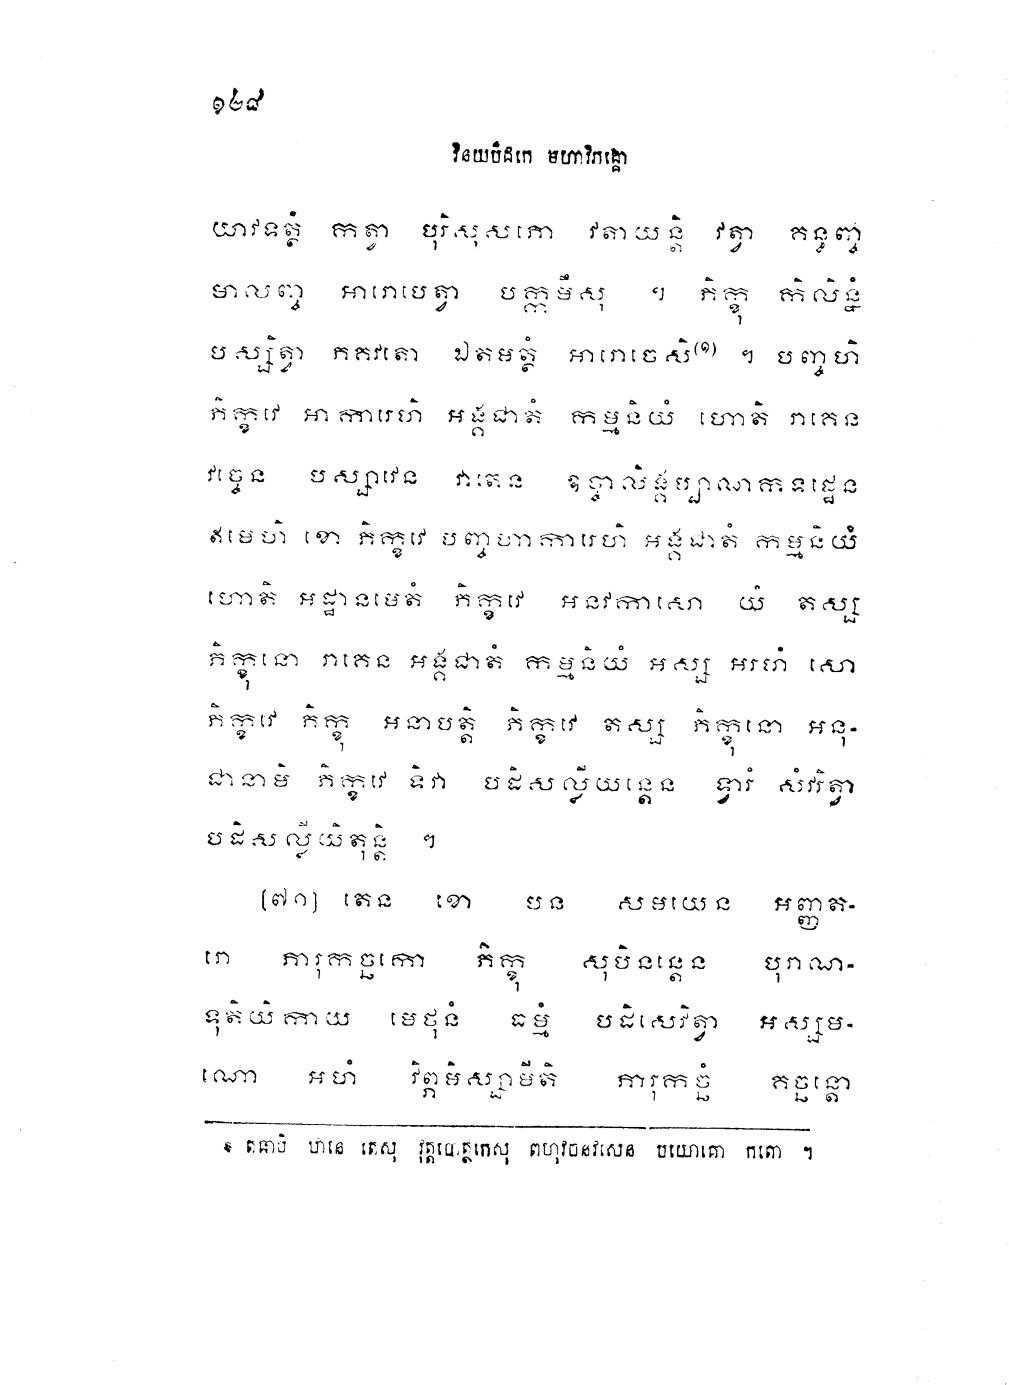 ១៤៨
វិនយបិដកេ មហាវិភង្គោ
យាវទត្ថំ កត្វា បុរិសុសភោ វតាយន្តិ វត្វា គន្ធញ្ច
មាលញ្ច អារោបេត្វា បក្កមឹសុ ។ ភិក្ខុ កិលិន្នំ
បស្សិត្វា ភគវតោ ឯតមត្ថំ អារោចេសិ(១) ។ បញ្ចហិ
ភិក្ខវេ អាការេហិ អង្គជាតំ កម្មនិយំ ហោតិ រាគេន
វច្ចេន បស្សាវេន វាតេន ឧច្ចាលិង្គប្បាណកទដ្ឋេន
ឥមេហិ ខោ ភិក្ខវេ បញ្ចហាការេហិ អង្គជាតំ កម្មនិយំ
ហោតិ អដ្ឋានមេតំ ភិក្ខវេ អនវកាសោ យំ តស្ស
ភិក្ខុនោ រាគេន អង្គជាតំ កម្មនិយំ អស្ស អរហំ សោ
ភិក្ខវេ ភិក្ខុ អនាបត្តិ ភិក្ខវេ តស្ស ភិក្ខុនោ អនុ-
ជានាមិ ភិក្ខវេ ទិវា បដិសល្លីយន្តេន ទ្វារំ សំវរិត្វា
បដិសល្លីយិតុន្តិ ។
[៧១] តេន ខោ បន សមយេន អញ្ញត-
រោ ភារុកច្ឆកោ ភិក្ខុ សុបិនន្តេន បុរាណ-
ទុតិយិកាយ មេថុនំ ធម្មំ បដិសេវិត្វា អស្សម-
ណោ អហំ វិព្ភមិស្សាមីតិ ភារុកច្ឆំ គច្ឆន្តោ
១ តនាបិ ឋានេ តេសុ វុត្តបោត្ថកេសុ ពហុវចនវសេន បយោគោ កតោ ។